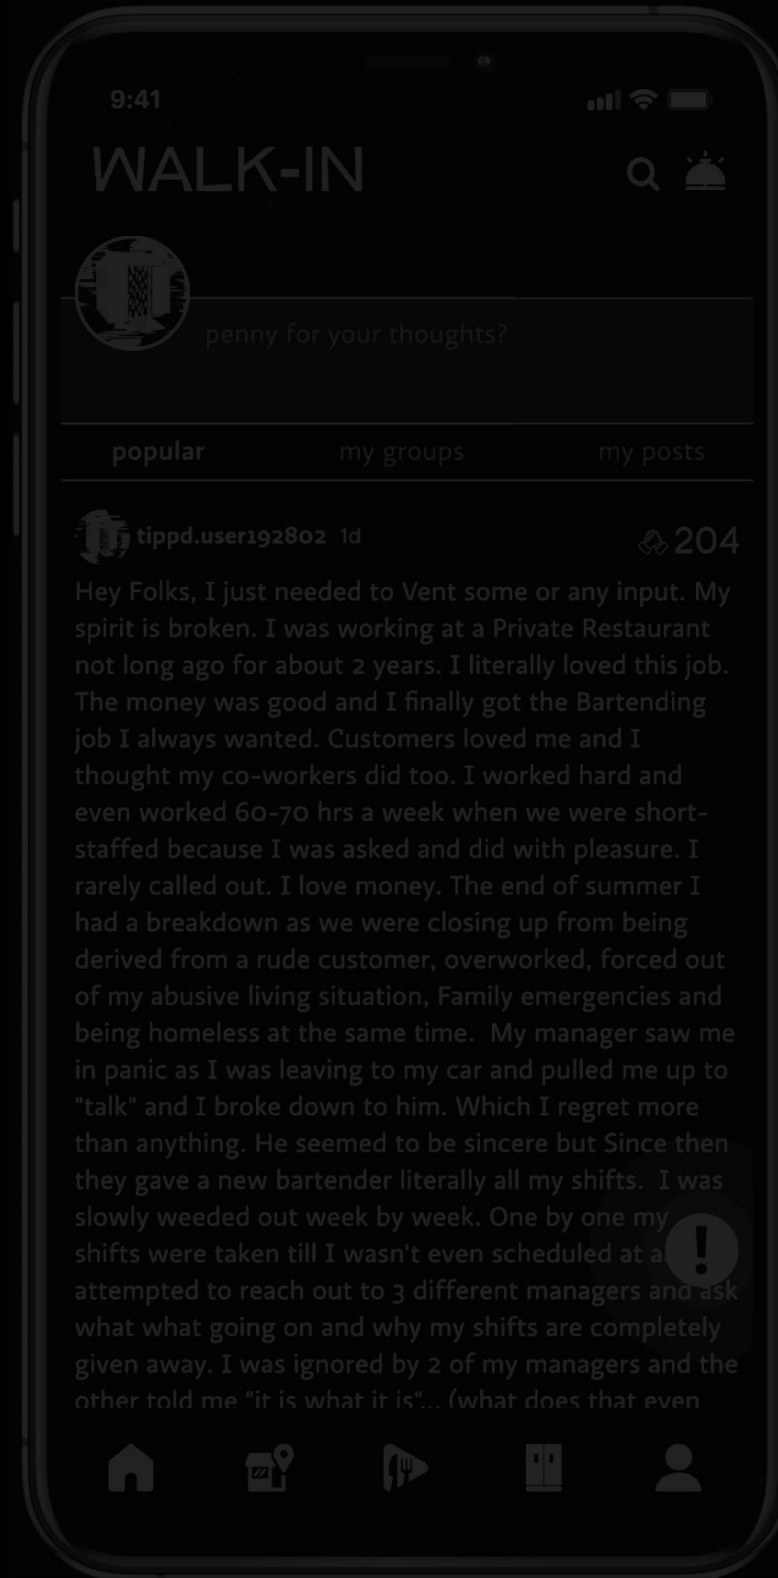 9:41
WALK-IN
penny for your thoughts?
popular my groups my posts
tippd.user192802 1d 204
Hey Folks, I just needed to Vent some or any input. My
spirit is broken. I was working at a Private Restaurant
not long ago for about 2 years. I literally loved this job.
The money was good and I finally got the Bartending
job I always wanted. Customers loved me and I
thought my co-workers did too. I worked hard and
even worked 60-70 hrs a week when we were short-
staffed because I was asked and did with pleasure. I
rarely called out. I love money. The end of summer I
had a breakdown as we were closing up from being
derived from a rude customer, overworked, forced out
of my abusive living situation, Family emergencies and
being homeless at the same time. My manager saw me
in panic as I was leaving to my car and pulled me up to
"talk" and I broke down to him. Which I regret more
than anything. He seemed to be sincere but Since then
they gave a new bartender literally all my shifts. I was
slowly weeded out week by week. One by one my
shifts were taken till I wasn't even scheduled at
attempted to reach out to 3 different managers and ask
what what going on and why my shifts are completely
given away. I was ignored by 2 of my managers and the
other told me "it is what it is"... (what does that even